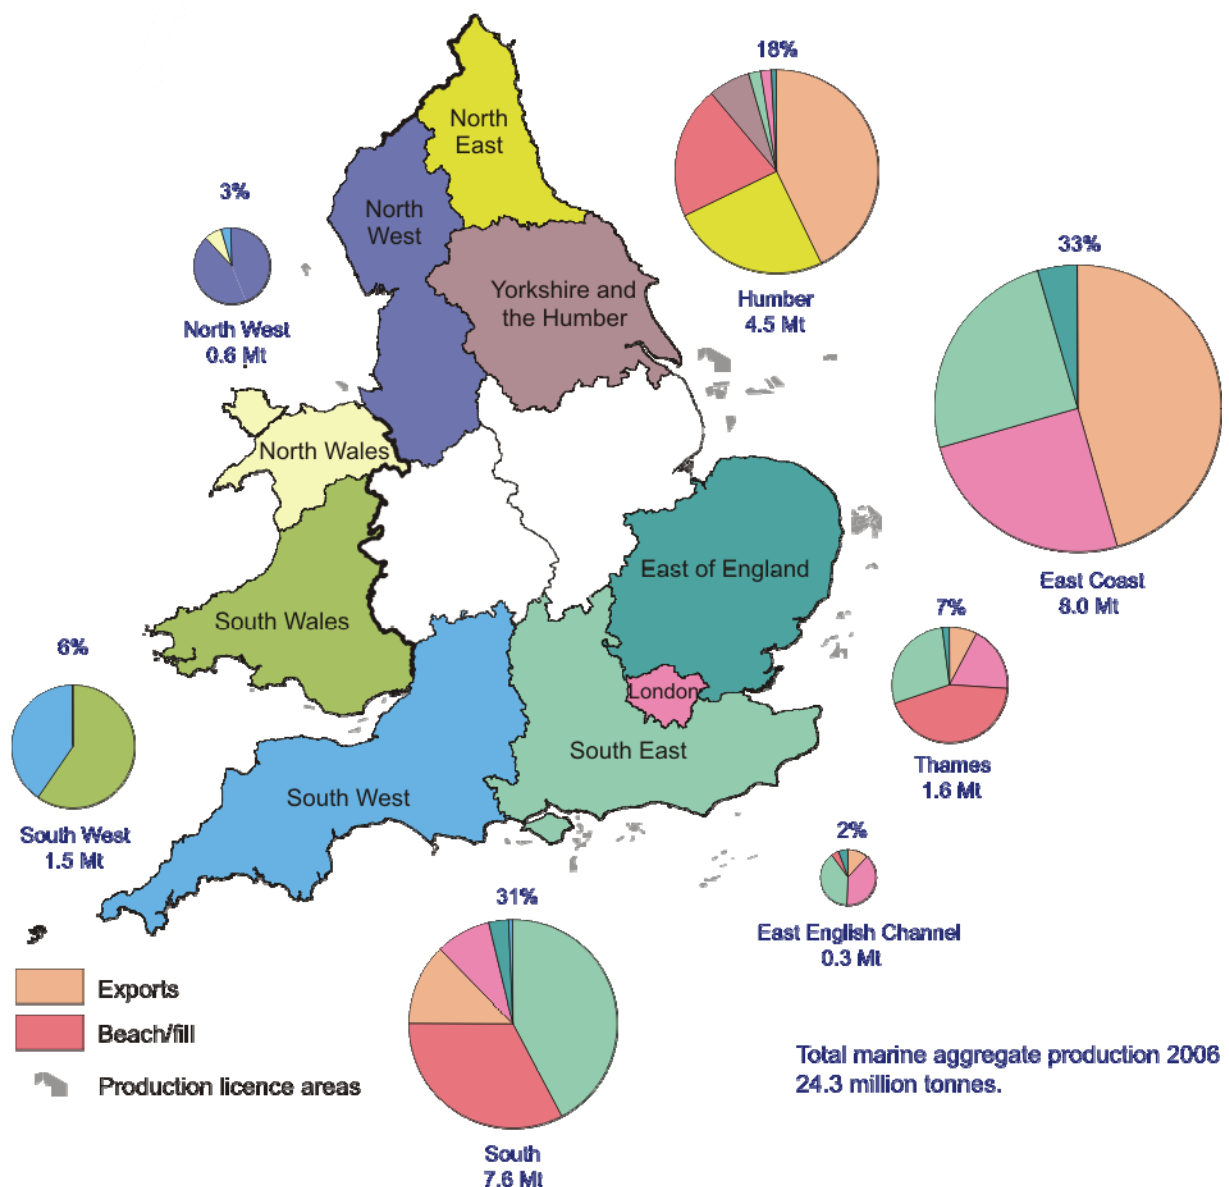 18%
North
East
3%
North
West
33%
Yorkshire and
the Humber
Humber
4.5 Mt
North West
0.6 Mt
North Wales
East of England
East Coast
8.0 Mt
7%
South Wales
6%
London
South East
Thames
1.6 Mt
South West
2%
South West
1.5 Mt
31%
East English Channel
0.3 Mt
Exports
Beach/fill
Production licence areas
Total marine aggregate production 2006
24.3 million tonnes.
South
7.6 Mt